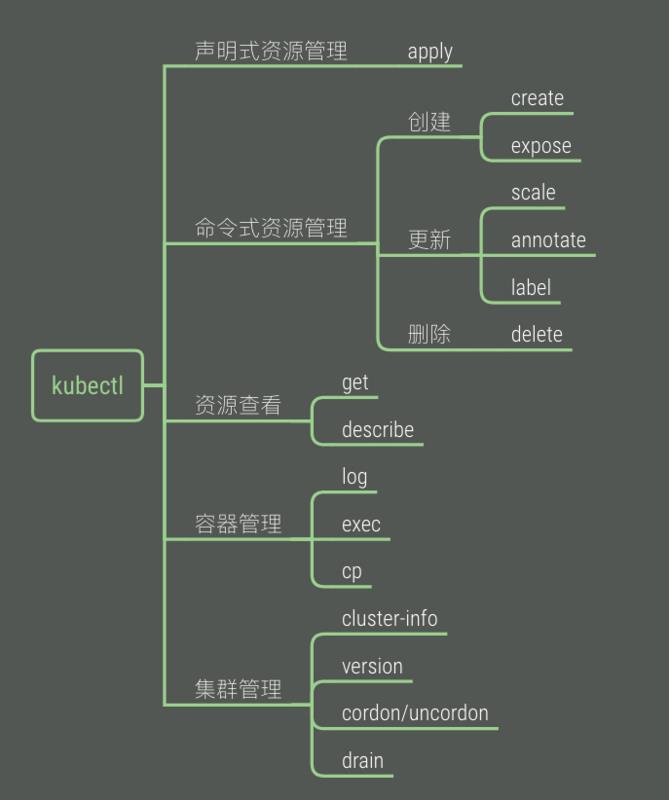 声明式资源管理 apply
create
创建
expose
scale
命令式资源管理
更新 annotate
label
删除 delete
kubectl
get
资源查看
describe
log
容器管理 exec
cp
cluster-info
version
集群管理
cordon/uncordon
drain